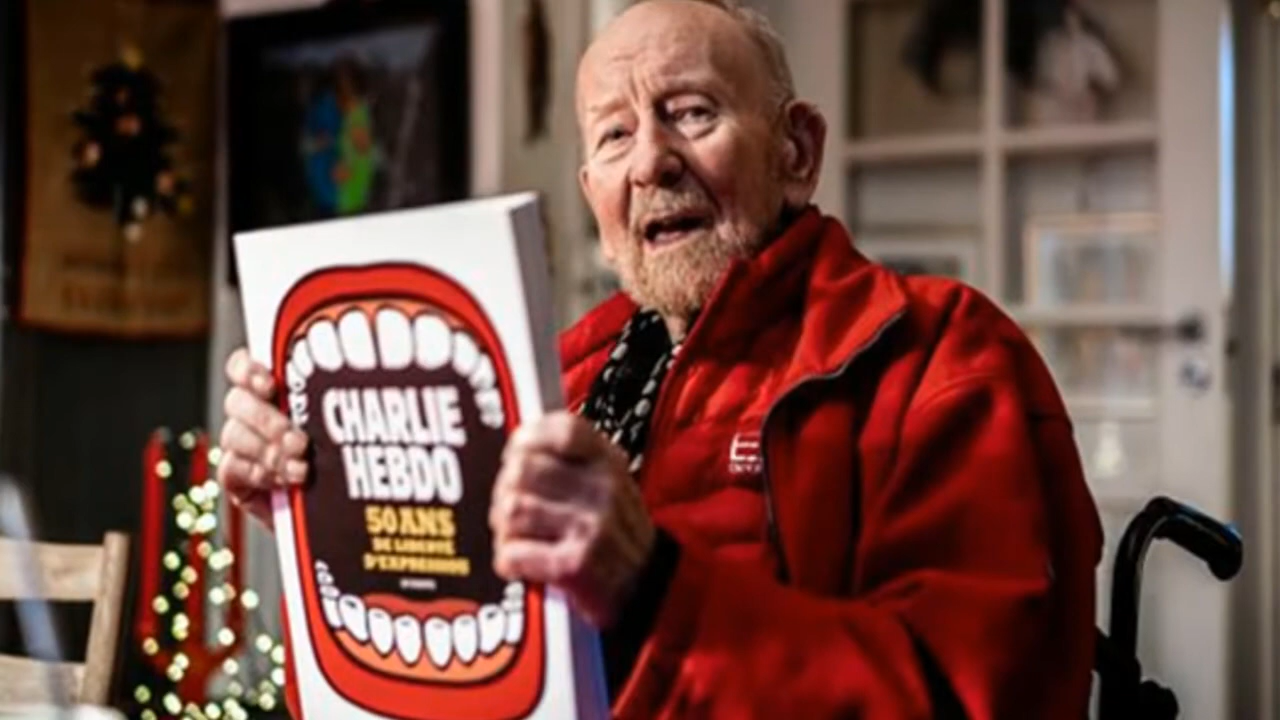 CHARLIE
HEBDO
50 ANS
DE LIBERTÉ
D'EXPRESSION